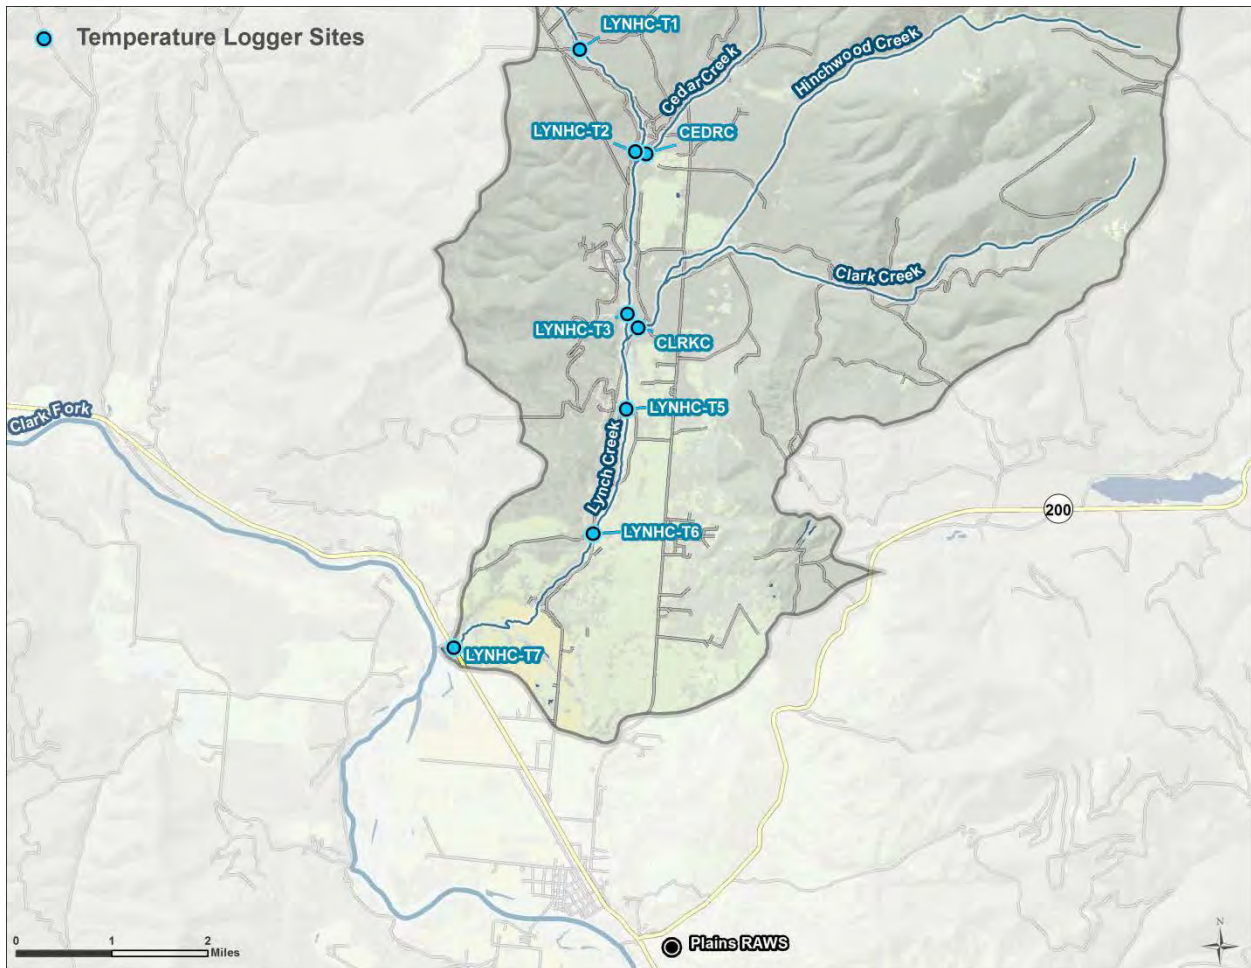 Temperature Logger Sites
LYNHC-T1
Cedar Creek
Hinchwood Creek
LYNHC-T2
CEDRC
Clark Creek
LYNHC-T3
CLRKC
Clark Fork
LYNHC-T5
Lynch Creek
200
LYNHC-T6
LYNHC-T7
N
0 1 2
Miles
Plains RAWS